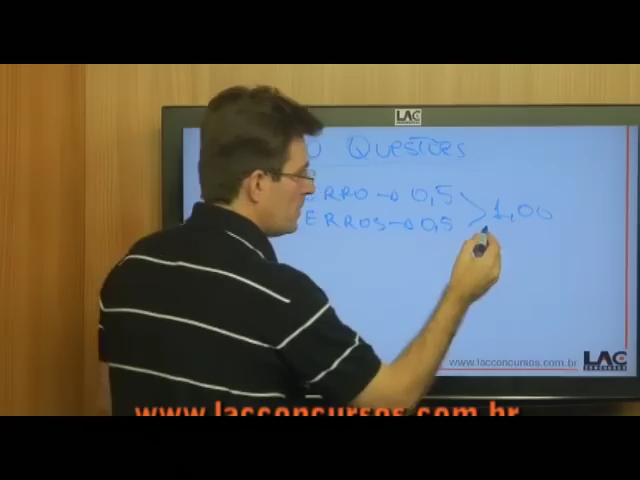 LAC
QUESTÕES
ERRO → 0,5
1,00
ERROS → 0,5
www.lacconcursos.com.br
LAC
CONCURSOS
www.lacconcursos.com.br